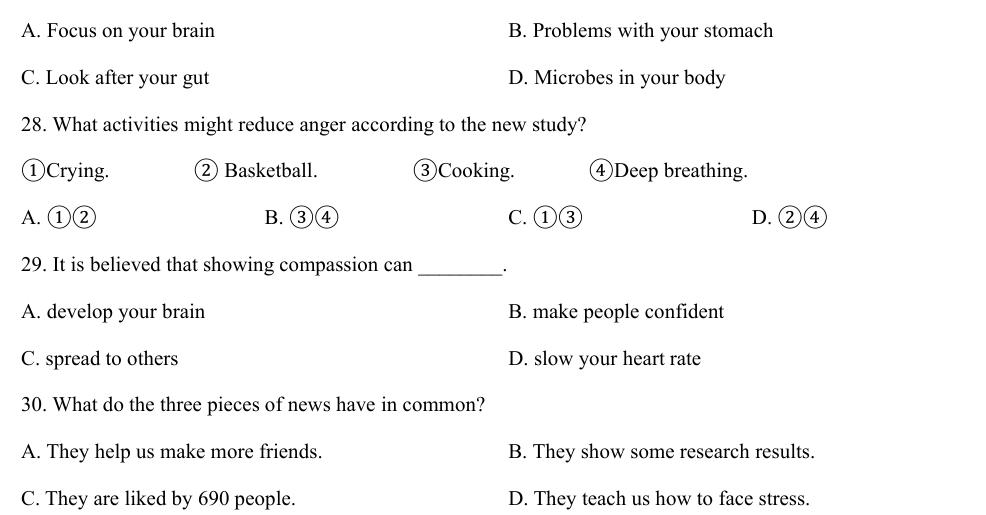 A. Focus on your brain B. Problems with your stomach
C. Look after your gut D. Microbes in your body
28. What activities might reduce anger according to the new study?
①Crying. ② Basketball. ③Cooking. ④Deep breathing.
A. ①② B. ③④ C. ①③ D. ②④
29. It is believed that showing compassion can ________.
A. develop your brain B. make people confident
C. spread to others D. slow your heart rate
30. What do the three pieces of news have in common?
A. They help us make more friends. B. They show some research results.
C. They are liked by 690 people. D. They teach us how to face stress.